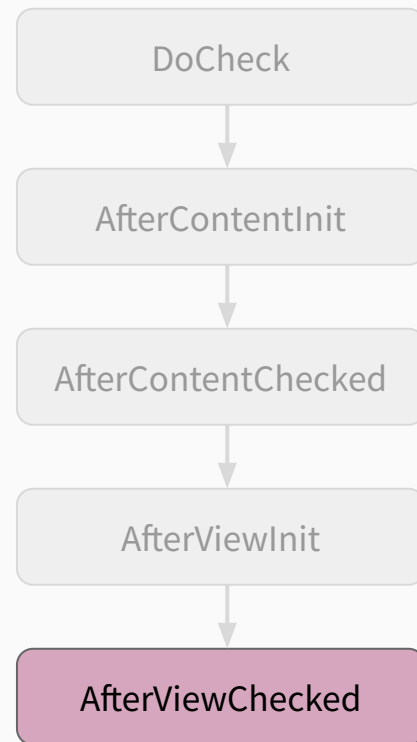 DoCheck
AfterContentInit
AfterContentChecked
AfterViewInit
AfterViewChecked